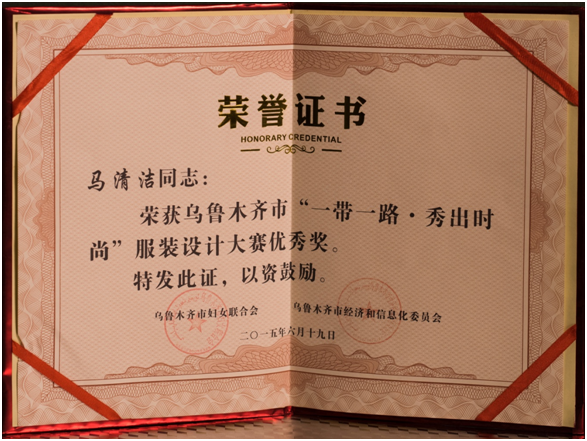 荣誉证书
HONORARY CREDENTIAL
马清洁同志：
荣获乌鲁木齐市“一带一路·秀出时
尚”服装设计大赛优秀奖。
特发此证，以资鼓励。
乌鲁木齐市妇女联合会 乌鲁木齐市经济和信息化委员会
二〇一五年六月十九日